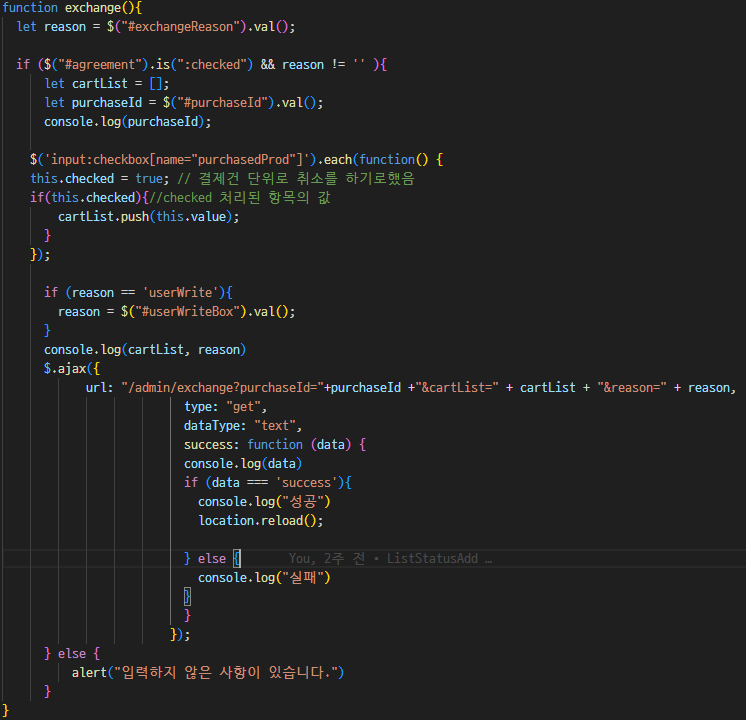 function exchange(){
let reason = $("#exchangeReason").val();
if ($("#agreement").is(":checked") && reason != '' ){
let cartList = [];
let purchaseId = $("#purchaseId").val();
console.log(purchaseId);
$('input:checkbox[name="purchasedProd"]').each(function() {
this.checked = true; // 결제건 단위로 취소를 하기로했음
if(this.checked){//checked 처리된 항목의 값
cartList.push(this.value);
}
});
if (reason == 'userWrite'){
reason = $("#userWriteBox").val();
}
console.log(cartList, reason)
$.ajax({
url: "/admin/exchange?purchaseId="+purchaseId +"&cartList=" + cartList + "&reason=" + reason,
type: "get",
dataType: "text",
success: function (data) {
console.log(data)
if (data === 'success'){
console.log("성공")
location.reload();
} else { You, 2주 전 • ListStatusAdd …
console.log("실패")
}
}
});
} else {
alert("입력하지 않은 사항이 있습니다.")
}
}